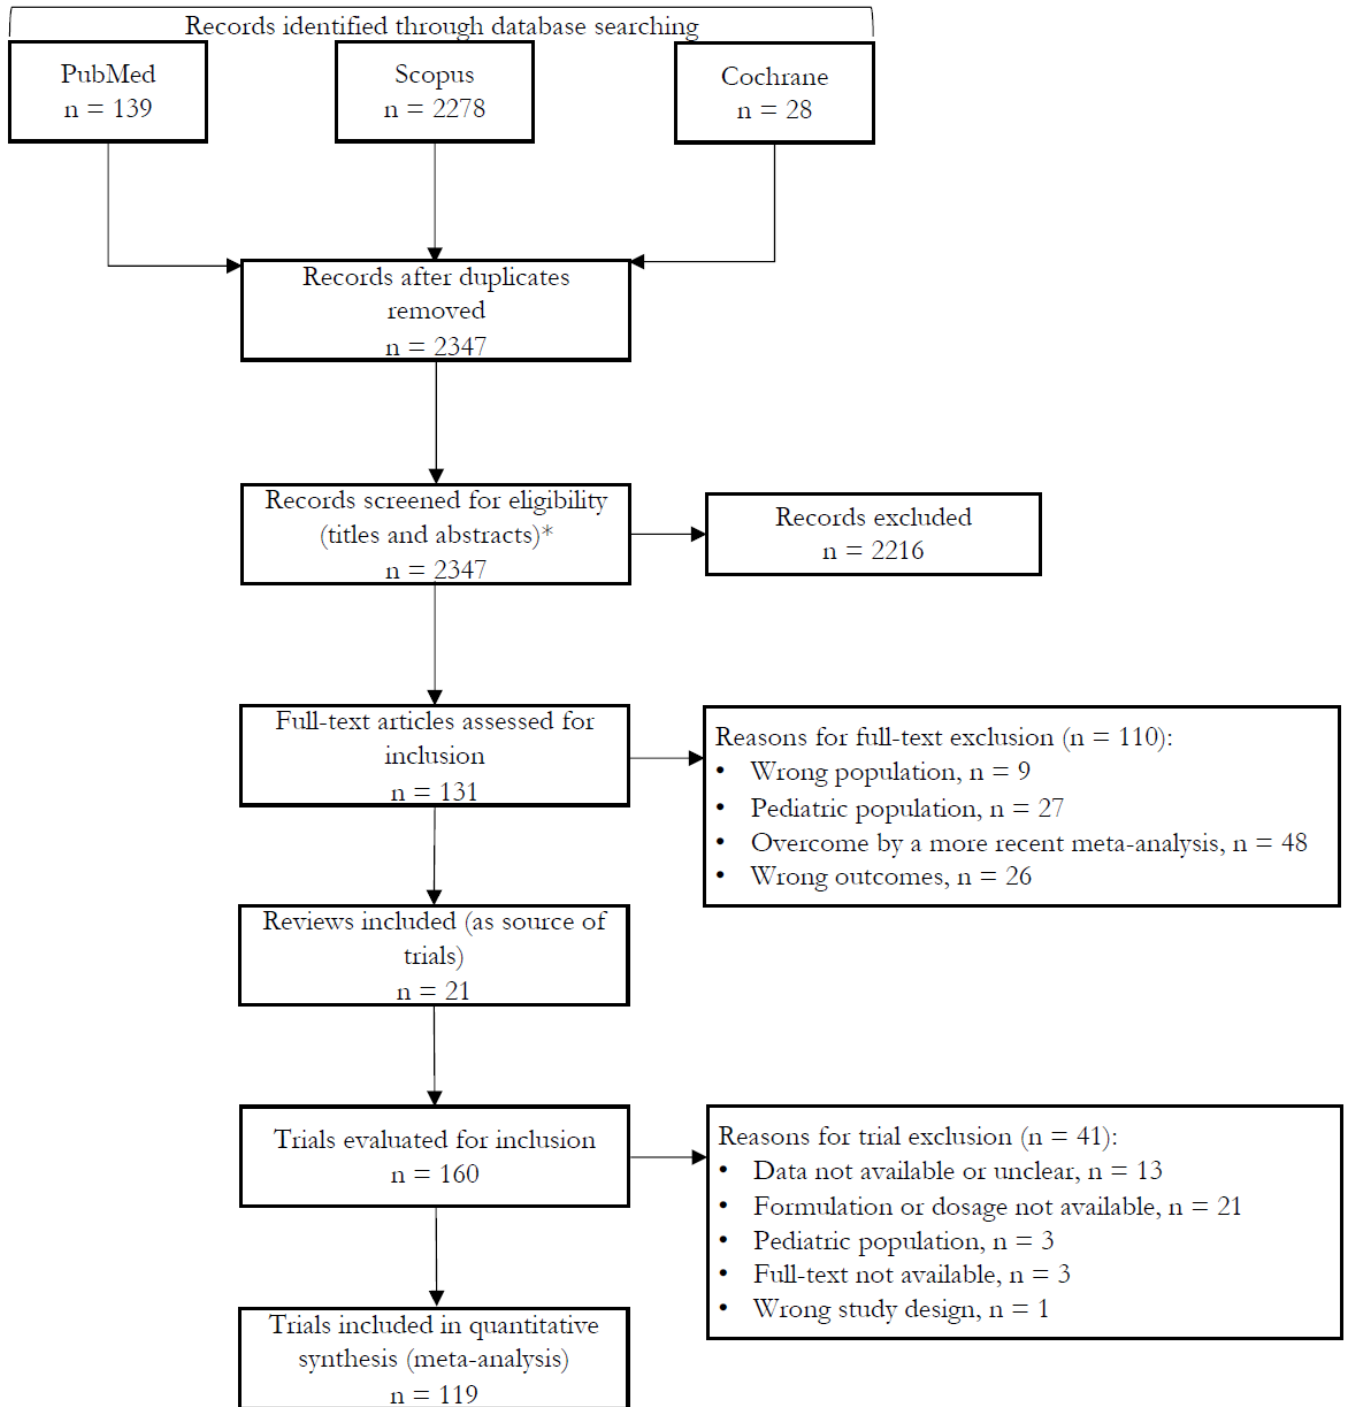 Records identified through database searching
PubMed
n = 139
Scopus
n = 2278
Cochrane
n = 28
Records after duplicates
removed
n = 2347
Records screened for eligibility
(titles and abstracts)*
n = 2347
Records excluded
n = 2216
Full-text articles assessed for
inclusion
n = 131
Reasons for full-text exclusion (n = 110):
• Wrong population, n = 9
• Pediatric population, n = 27
• Overcome by a more recent meta-analysis, n = 48
• Wrong outcomes, n = 26
Reviews included (as source of
trials)
n = 21
Trials evaluated for inclusion
n = 160
Reasons for trial exclusion (n = 41):
• Data not available or unclear, n = 13
• Formulation or dosage not available, n = 21
• Pediatric population, n = 3
• Full-text not available, n = 3
• Wrong study design, n = 1
Trials included in quantitative
synthesis (meta-analysis)
n = 119